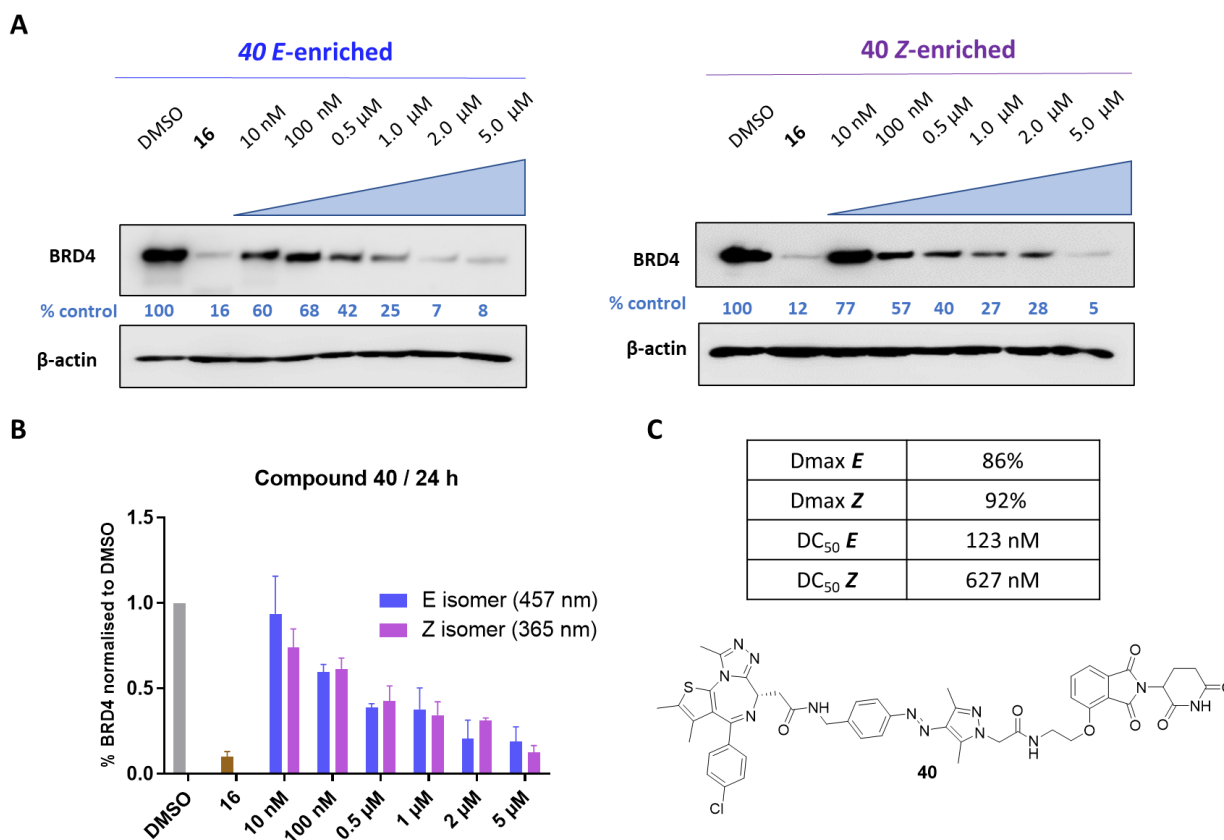 A
40 E-enriched
DMSO 16 10 nM 100 nM 0.5 µM 1.0 µM 2.0 µM 5.0 µM
BRD4
% control 100 16 60 68 42 25 7 8
β-actin
40 Z-enriched
DMSO 16 10 nM 100 nM 0.5 µM 1.0 µM 2.0 µM 5.0 µM
BRD4
% control 100 12 77 57 40 27 28 5
β-actin
B
Compound 40 / 24 h
% BRD4 normalised to DMSO
1.5
1.0
0.5
0.0
E isomer (457 nm)
Z isomer (365 nm)
DMSO 16 10 nM 100 nM 0.5 µM 1 µM 2 µM 5 µM
C
Dmax E 86%
Dmax Z 92%
DC50 E 123 nM
DC50 Z 627 nM
N N
N
S
N
O
N
H
Cl
N
N
N
N
O
N
H
O
O
N
O
O
NH
O
40